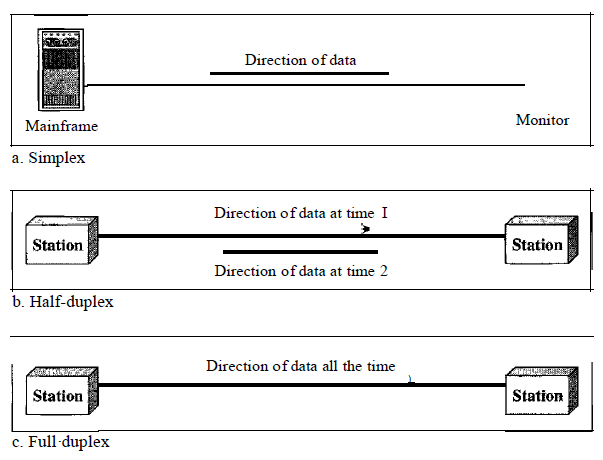 Direction of data
Mainframe
Monitor
a. Simplex
Direction of data at time I
Station
Station
Direction of data at time 2
b. Half-duplex
Direction of data all the time
Station
Station
c. Full·duplex